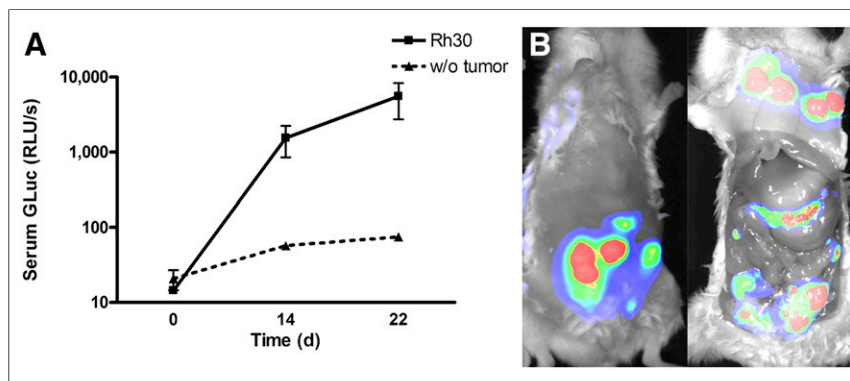 A
Rh30
w/o tumor
Serum GLuc (RLU/s)
10,000
1,000
100
10
0
14
22
Time (d)
B